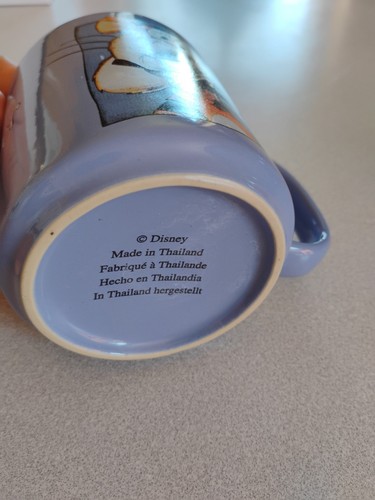 © Disney
Made in Thailand
Fabriqué à Thailande
Hecho en Thailandia
In Thailand hergestellt